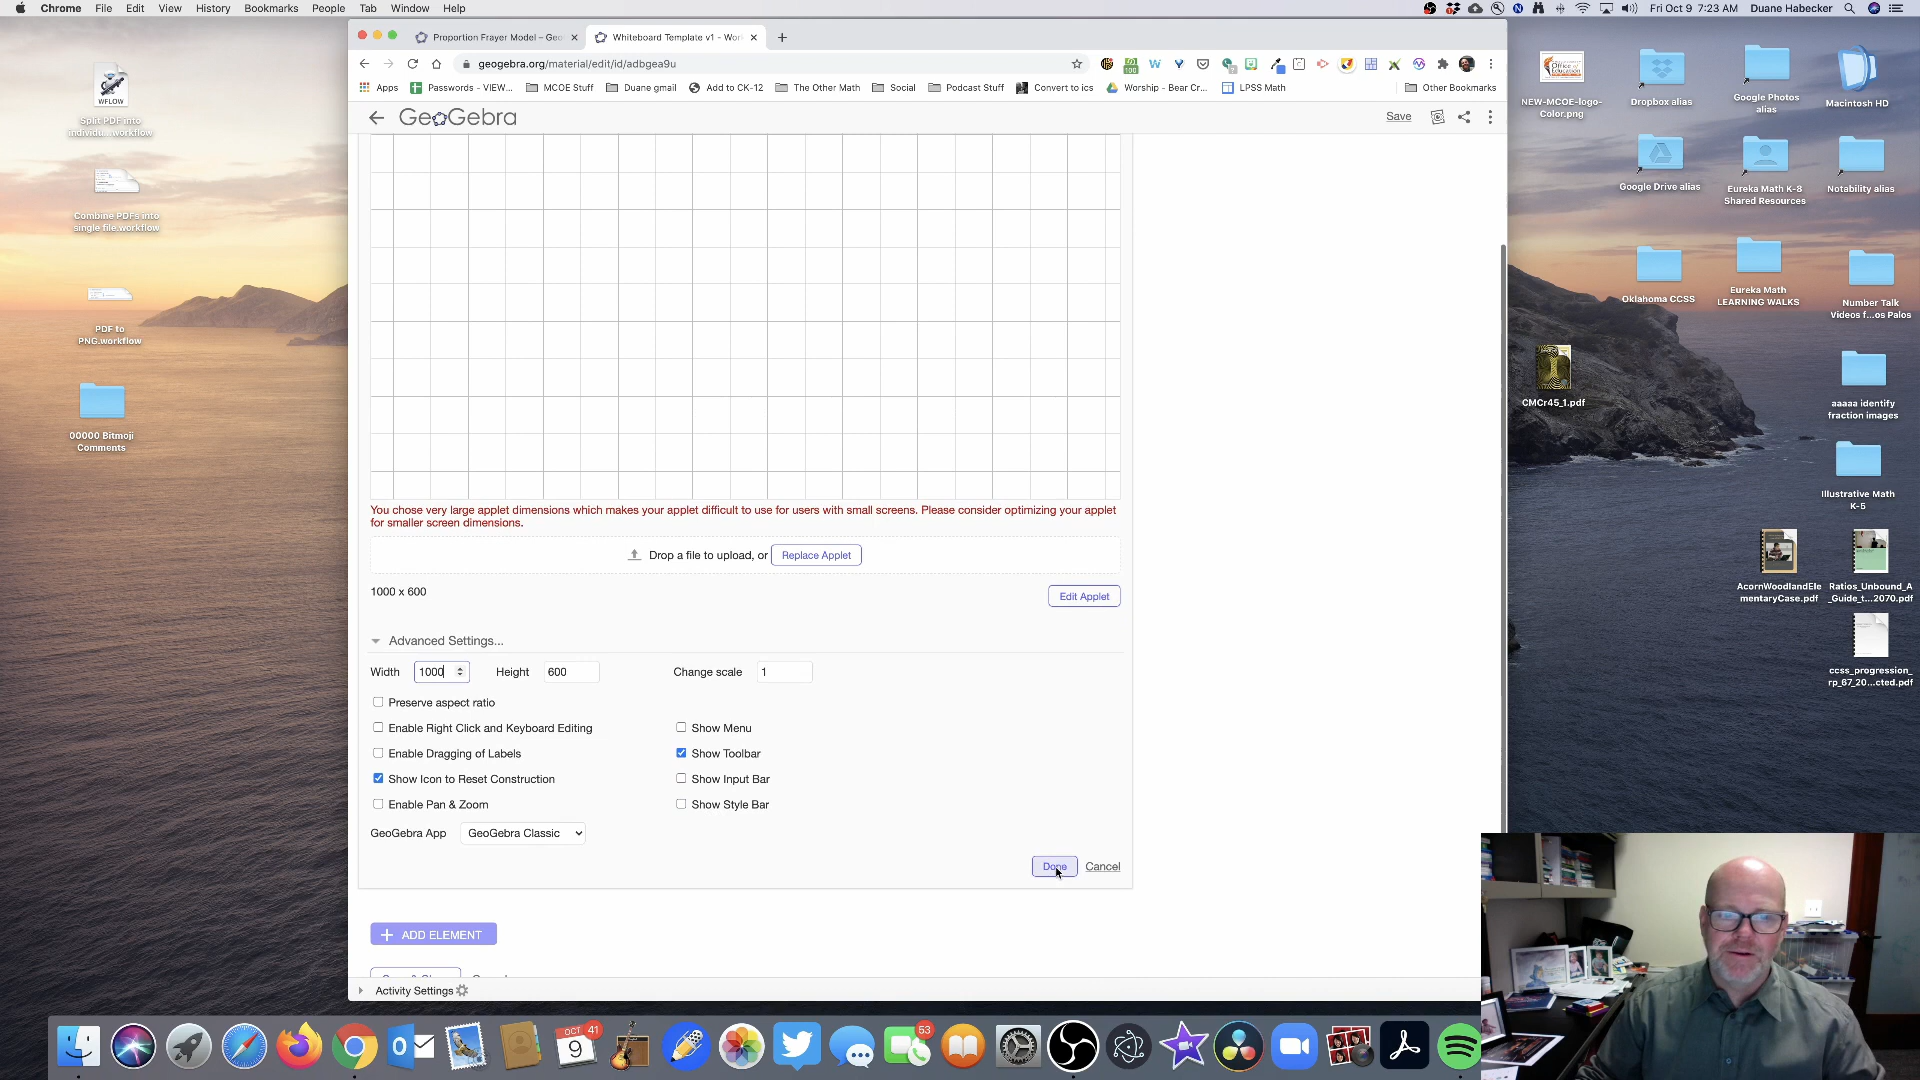 Chrome File Edit View History Bookmarks People Tab Window Help
Fri Oct 9 7:23 AM Duane Habecker
Proportion Frayer Model – Geo
Whiteboard Template v1 - Wor
geogebra.org/material/edit/id/adbgea9u
Apps Passwords - VIEW... MCOE Stuff Duane gmail Add to CK-12 The Other Math Social Podcast Stuff Convert to ics Worship - Bear Cr... LPSS Math Other Bookmarks
GeoGebra
Save
You chose very large applet dimensions which makes your applet difficult to use for users with small screens. Please consider optimizing your applet
for smaller screen dimensions.
Drop a file to upload, or Replace Applet
1000 x 600
Edit Applet
Advanced Settings...
Width 1000 Height 600 Change scale 1
Preserve aspect ratio
Enable Right Click and Keyboard Editing Show Menu
Enable Dragging of Labels Show Toolbar
Show Icon to Reset Construction Show Input Bar
Enable Pan & Zoom Show Style Bar
GeoGebra App GeoGebra Classic
Done Cancel
+ ADD ELEMENT
Activity Settings
WFLOW
Split PDF into
individu...workflow
Combine PDFs into
single file.workflow
PDF to
PNG.workflow
00000 Bitmoji
Comments
NEW-MCOE-logo-
Color.png
Dropbox alias
Google Photos
alias
Macintosh HD
Google Drive alias
Eureka Math K-8
Shared Resources
Notability alias
Oklahoma CCSS
Eureka Math
LEARNING WALKS
Number Talk
Videos f...os Palos
CMCr45_1.pdf
aaaaa identify
fraction images
Illustrative Math
K-5
AcornWoodlandEle
mentaryCase.pdf
Ratios_Unbound_A
_Guide_t...2070.pdf
ccss_progression_
rp_67_20...cted.pdf
OCT
9
41
53